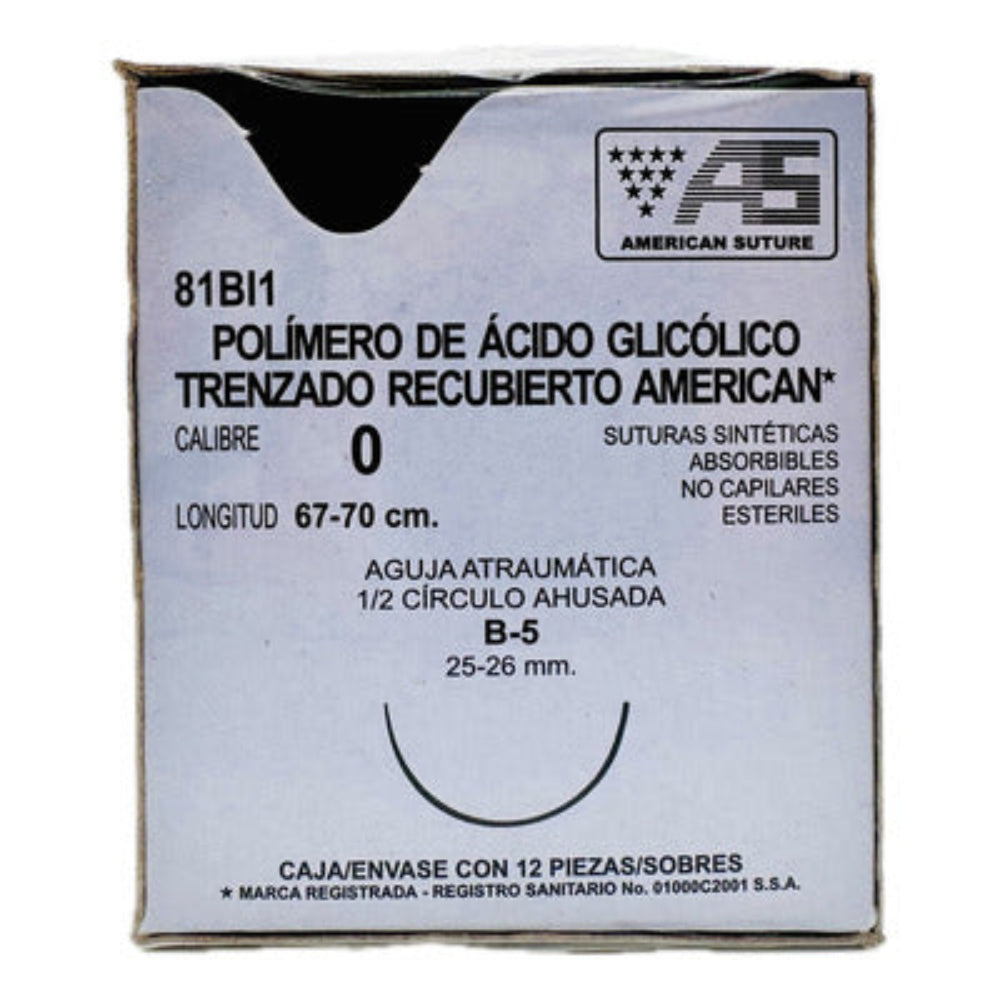 AS
AMERICAN SUTURE
81BI1
POLÍMERO DE ÁCIDO GLICÓLICO
TRENZADO RECUBIERTO AMERICAN*
CALIBRE 0
SUTURAS SINTÉTICAS
ABSORBIBLES
NO CAPILARES
ESTERILES
LONGITUD 67-70 cm.
AGUJA ATRAUMÁTICA
1/2 CÍRCULO AHUSADA
B-5
25-26 mm.
CAJA/ENVASE CON 12 PIEZAS/SOBRES
* MARCA REGISTRADA - REGISTRO SANITARIO No. 01000C2001 S.S.A.